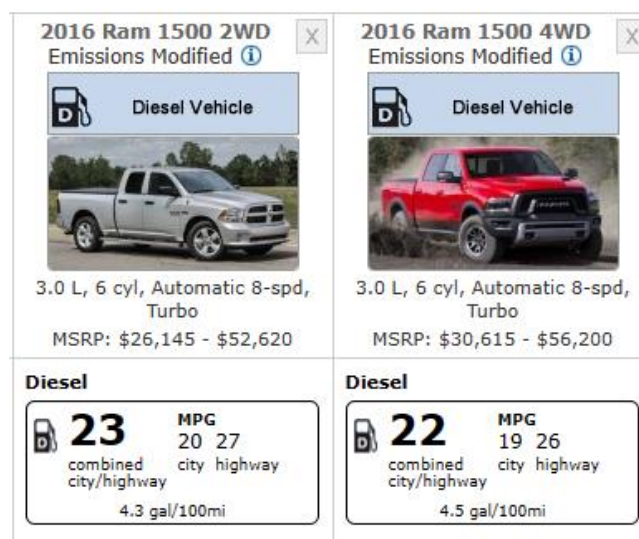 2016 Ram 1500 2WD
Emissions Modified
X
D Diesel Vehicle
3.0 L, 6 cyl, Automatic 8-spd,
Turbo
MSRP: $26,145 - $52,620
Diesel
D
23
combined
city/highway
MPG
20 27
city highway
4.3 gal/100mi
2016 Ram 1500 4WD
Emissions Modified
X
D Diesel Vehicle
3.0 L, 6 cyl, Automatic 8-spd,
Turbo
MSRP: $30,615 - $56,200
Diesel
D
22
combined
city/highway
MPG
19 26
city highway
4.5 gal/100mi